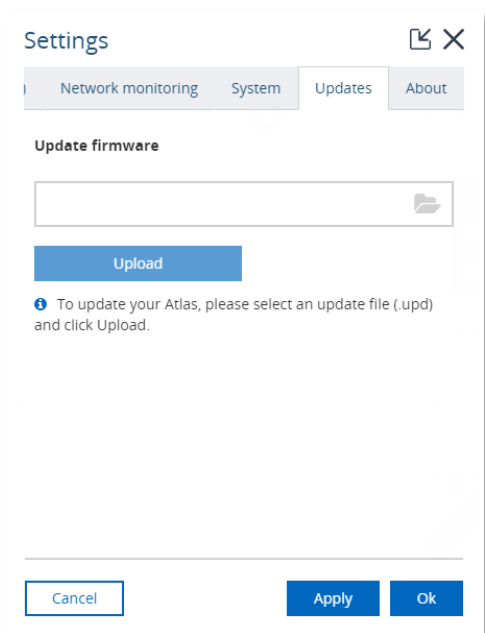 Settings
Network monitoring System Updates About
Update firmware
Upload
To update your Atlas, please select an update file (.upd)
and click Upload.
Cancel Apply Ok